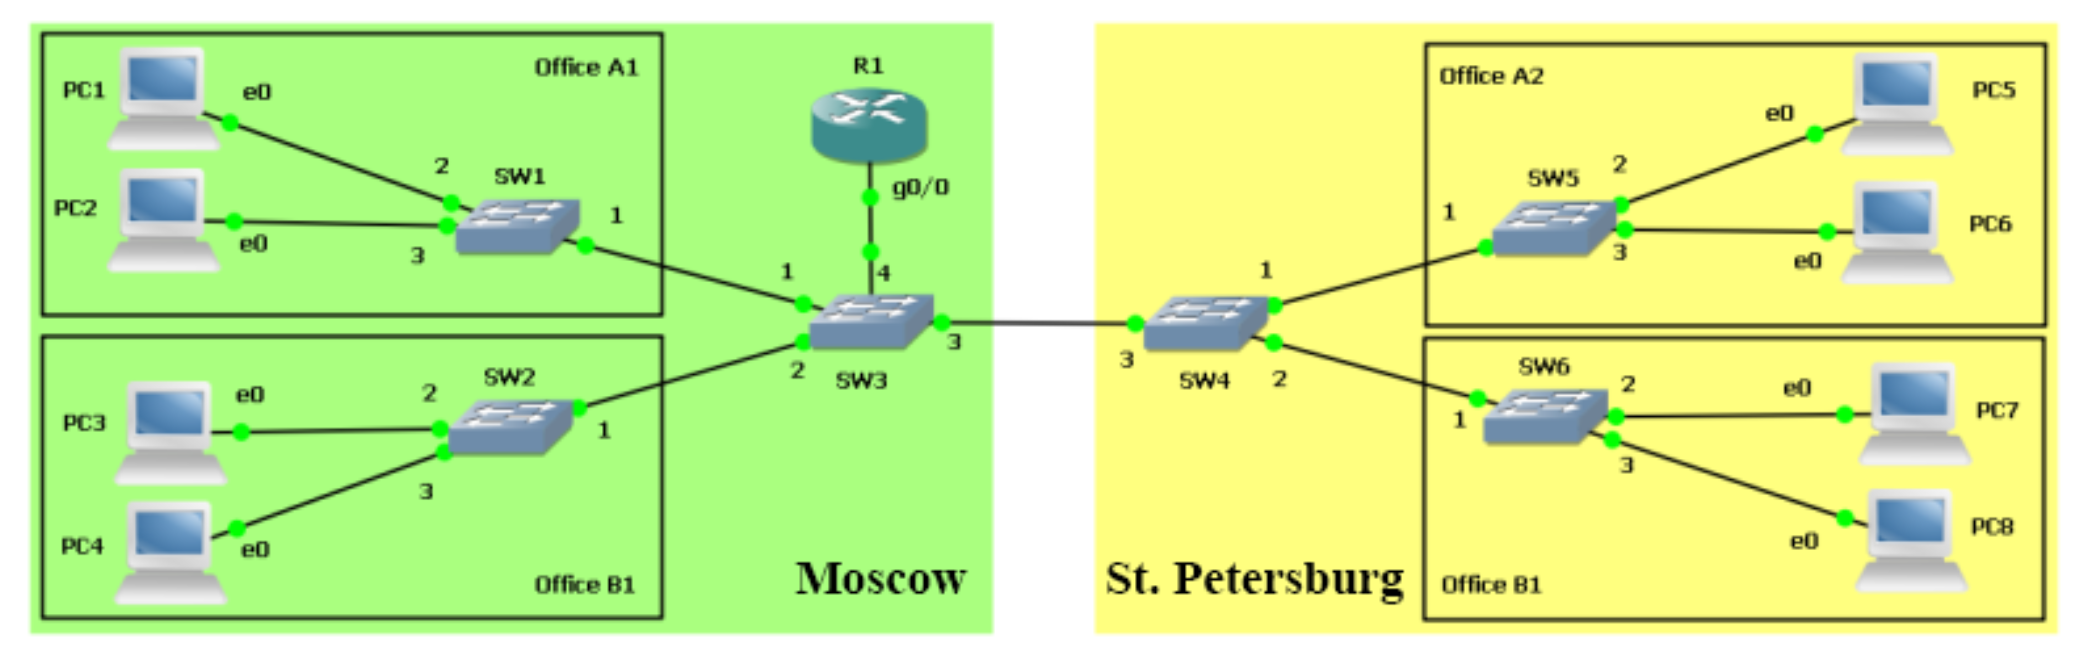 Office A1
PC1
e0
2
SW1
PC2
e0
3
1
Office B1
PC3
e0
2
SW2
1
PC4
e0
3
R1
g0/0
1
4
2
3
SW3
Moscow
St. Petersburg
1
3
SW4
2
Office A2
PC5
e0
2
SW5
1
PC6
e0
3
Office B1
SW6
2
e0
PC7
1
3
e0
PC8